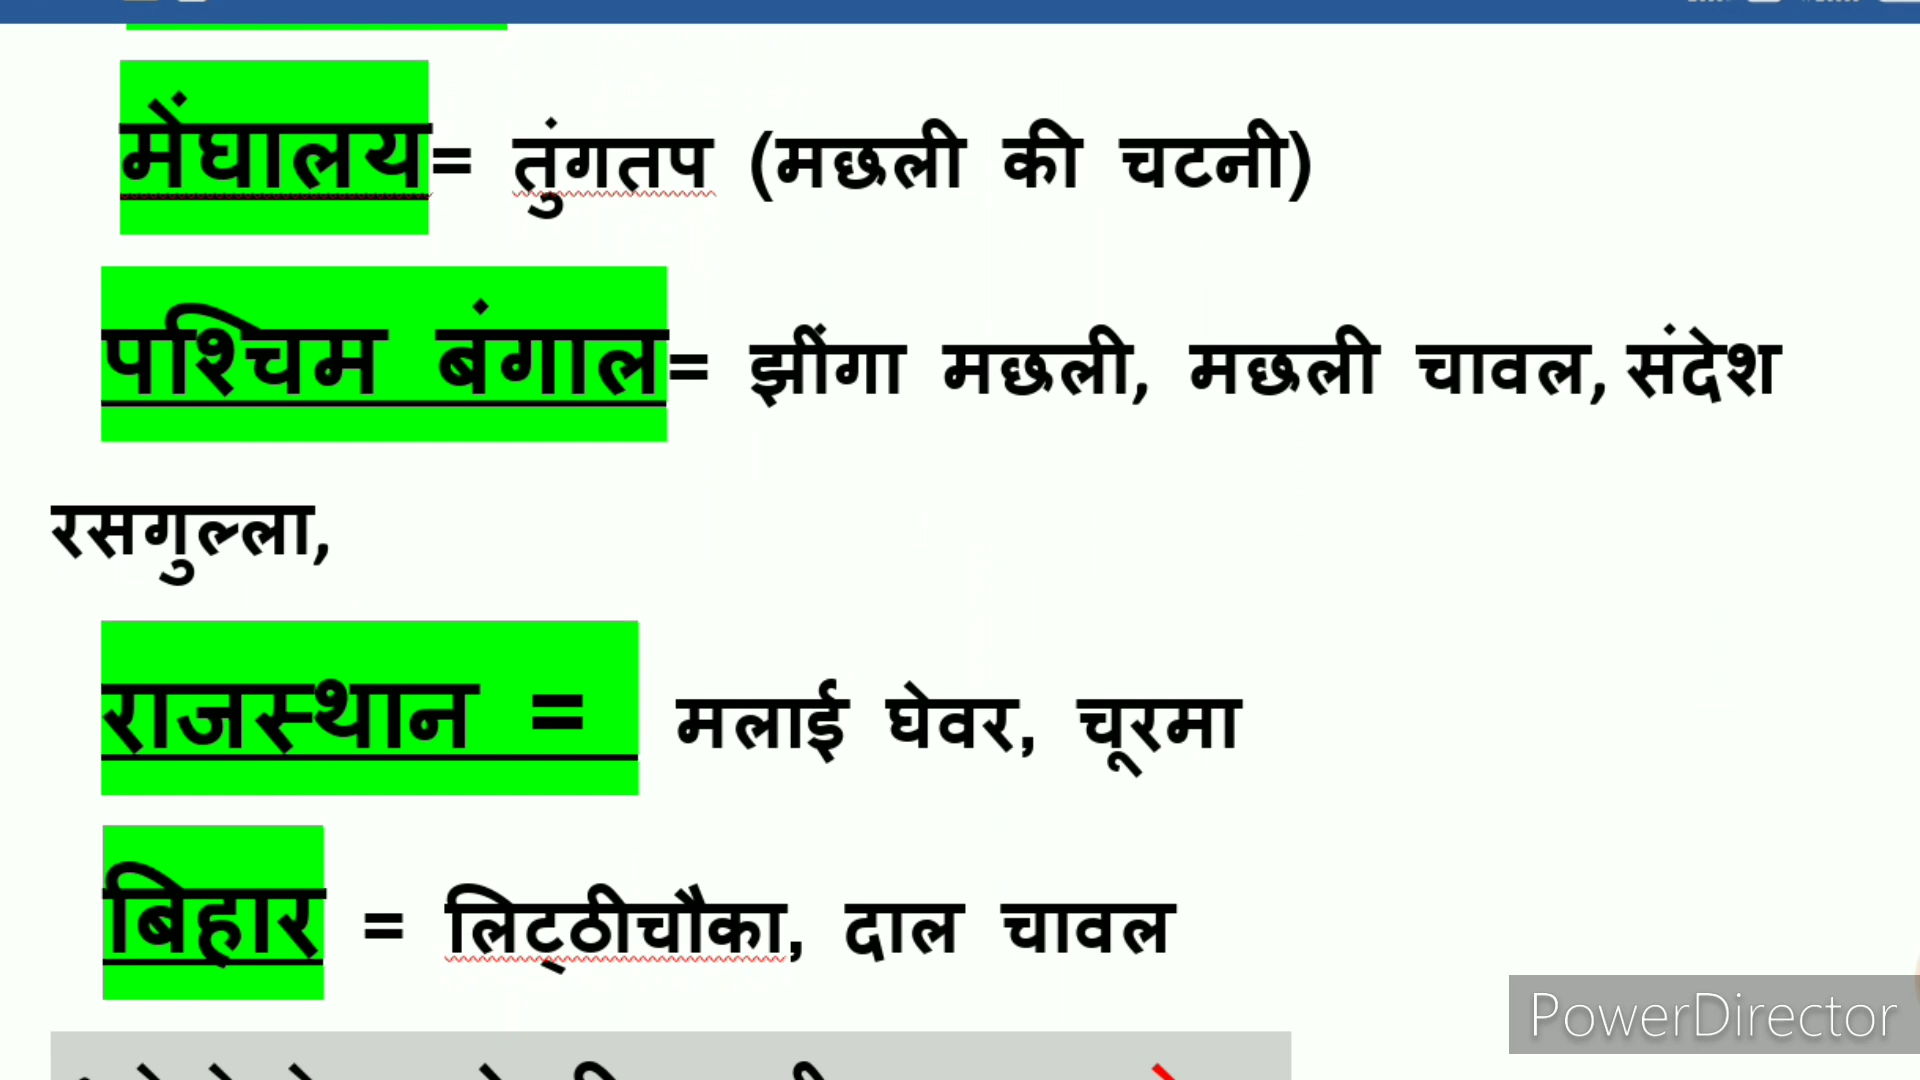 मेंघालय= तुंगतप (मछली की चटनी)
पश्चिम बंगाल= झींगा मछली, मछली चावल, संदेश
रसगुल्ला,
राजस्थान = मलाई घेवर, चूरमा
बिहार = लिट्ठीचौका, दाल चावल
PowerDirector